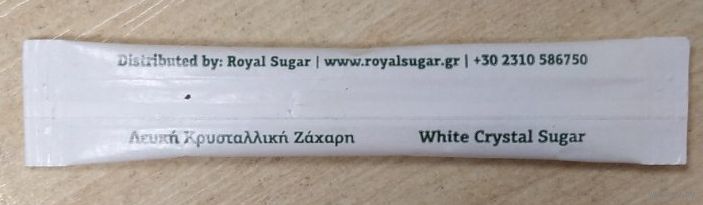 Distributed by: Royal Sugar | www.royalsugar.gr | +30 2310 586750
Λευκή Κρυσταλλική Ζάχαρη White Crystal Sugar